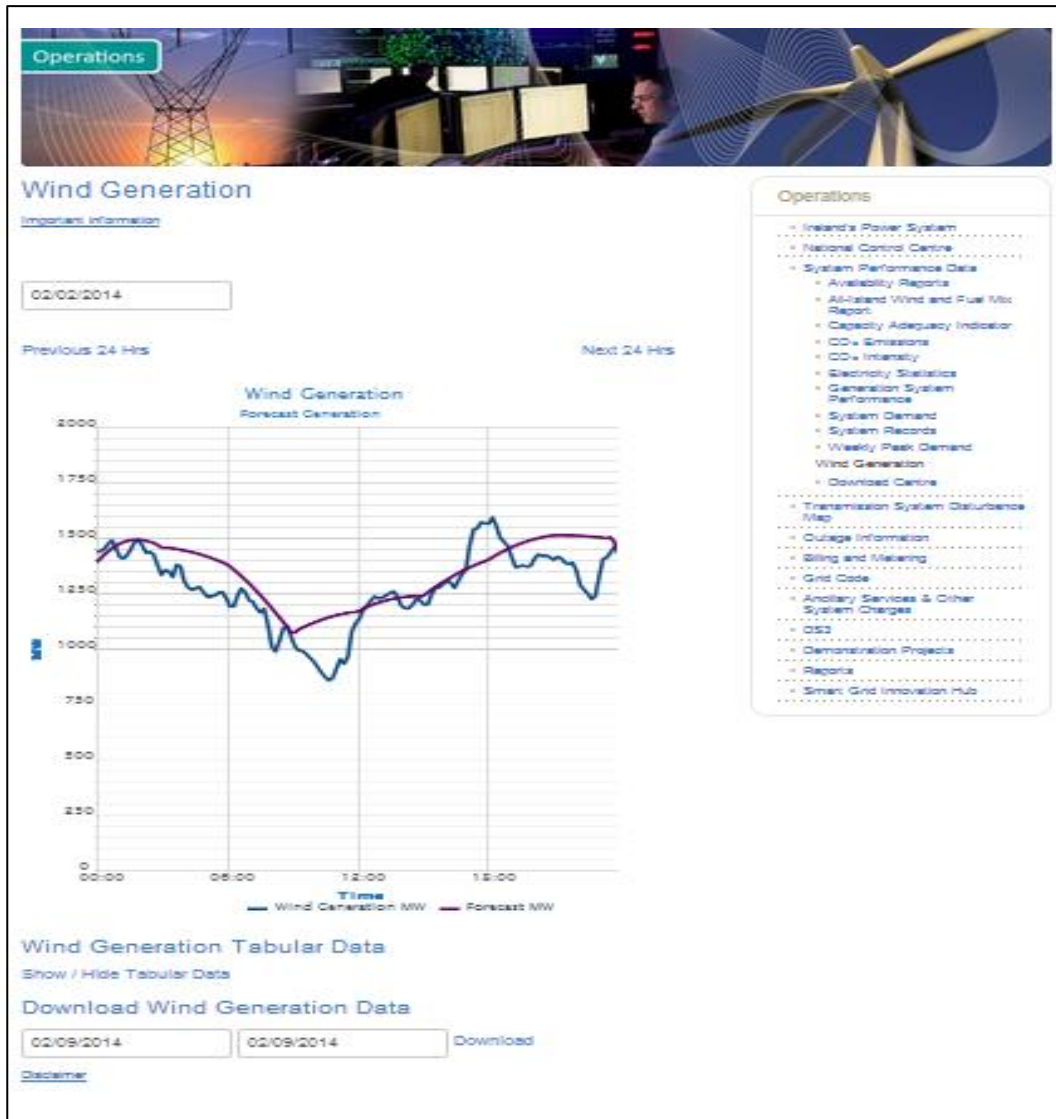 Operations
Wind Generation
Important Information
02/02/2014
Previous 24 Hrs
Next 24 Hrs
Wind Generation
Forecast Generation
2000
1750
1500
1250
1000
750
500
250
0
MW
00:00
06:00
12:00
18:00
Time
Wind Generation MW
Forecast MW
Wind Generation Tabular Data
Show / Hide Tabular Data
Download Wind Generation Data
02/09/2014
02/09/2014
Download
Disclaimer
Operations
Ireland's Power System
National Control Centre
System Performance Data
Availability Reports
All-Island Wind and Fuel Mix
Report
Capacity Adequacy Indicator
CO₂ Emissions
CO₂ Intensity
Electricity Statistics
Generation System
Performance
System Demand
System Records
Weekly Peak Demand
Wind Generation
Download Centre
Transmission System Disturbance
Map
Outage Information
Billing and Metering
Grid Code
Ancillary Services & Other
System Charges
DS3
Demonstration Projects
Reports
Smart Grid Innovation Hub